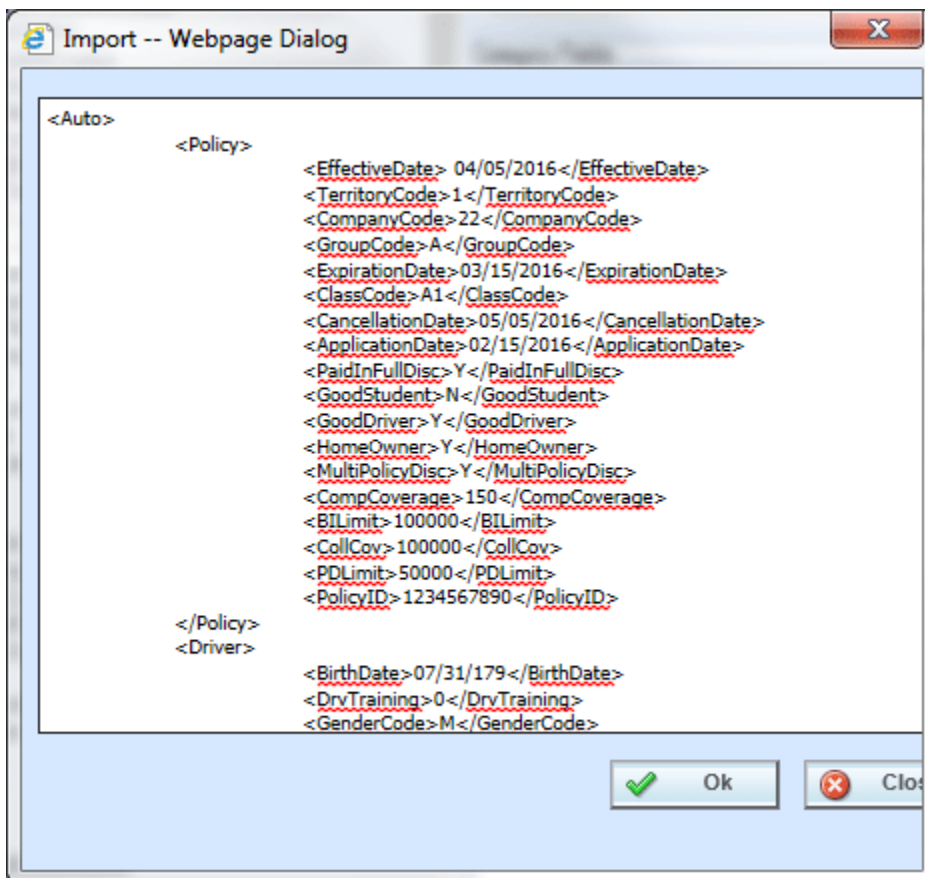 Import -- Webpage Dialog
<Auto>
<Policy>
<EffectiveDate> 04/05/2016</EffectiveDate>
<TerritoryCode>1</TerritoryCode>
<CompanyCode>22</CompanyCode>
<GroupCode>A</GroupCode>
<ExpirationDate>03/15/2016</ExpirationDate>
<ClassCode>A1</ClassCode>
<CancellationDate>05/05/2016</CancellationDate>
<ApplicationDate>02/15/2016</ApplicationDate>
<PaidInFullDisc>Y</PaidInFullDisc>
<GoodStudent>N</GoodStudent>
<GoodDriver>Y</GoodDriver>
<HomeOwner>Y</HomeOwner>
<MultiPolicyDisc>Y</MultiPolicyDisc>
<CompCoverage>150</CompCoverage>
<BILimit>100000</BILimit>
<CollCov>100000</CollCov>
<PDLimit>50000</PDLimit>
<PolicyID>1234567890</PolicyID>
</Policy>
<Driver>
<BirthDate>07/31/179</BirthDate>
<DrvTraining>0</DrvTraining>
<GenderCode>M</GenderCode>
Ok Clos